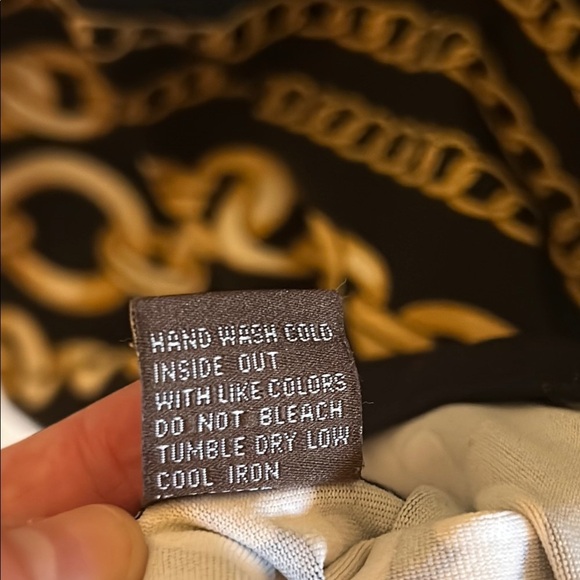 HAND WASH COLD
INSIDE OUT
WITH LIKE COLORS
DO NOT BLEACH
TUMBLE DRY LOW
COOL IRON